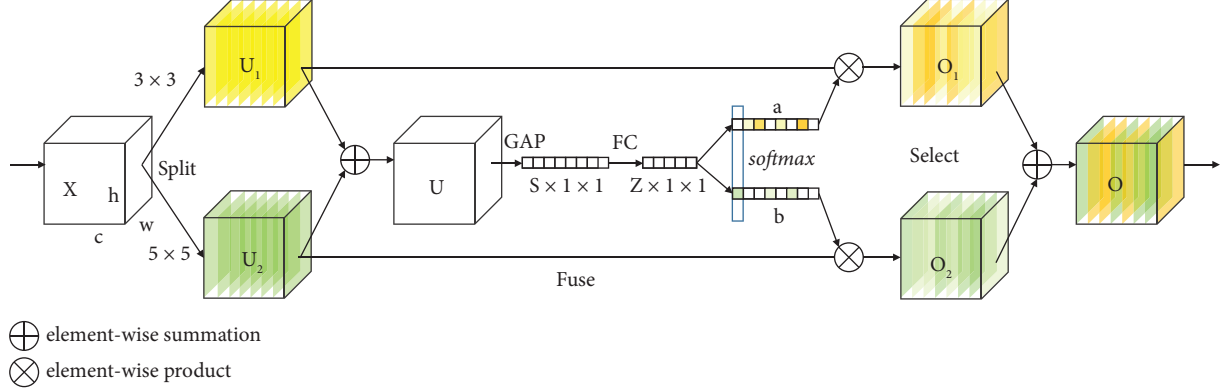 3 × 3
5 × 5
Split
X
h
w
c
U₁
U₂
U
GAP
S × 1 × 1
FC
Z × 1 × 1
a
softmax
b
Fuse
O₁
Select
O₂
O
element-wise summation
element-wise product